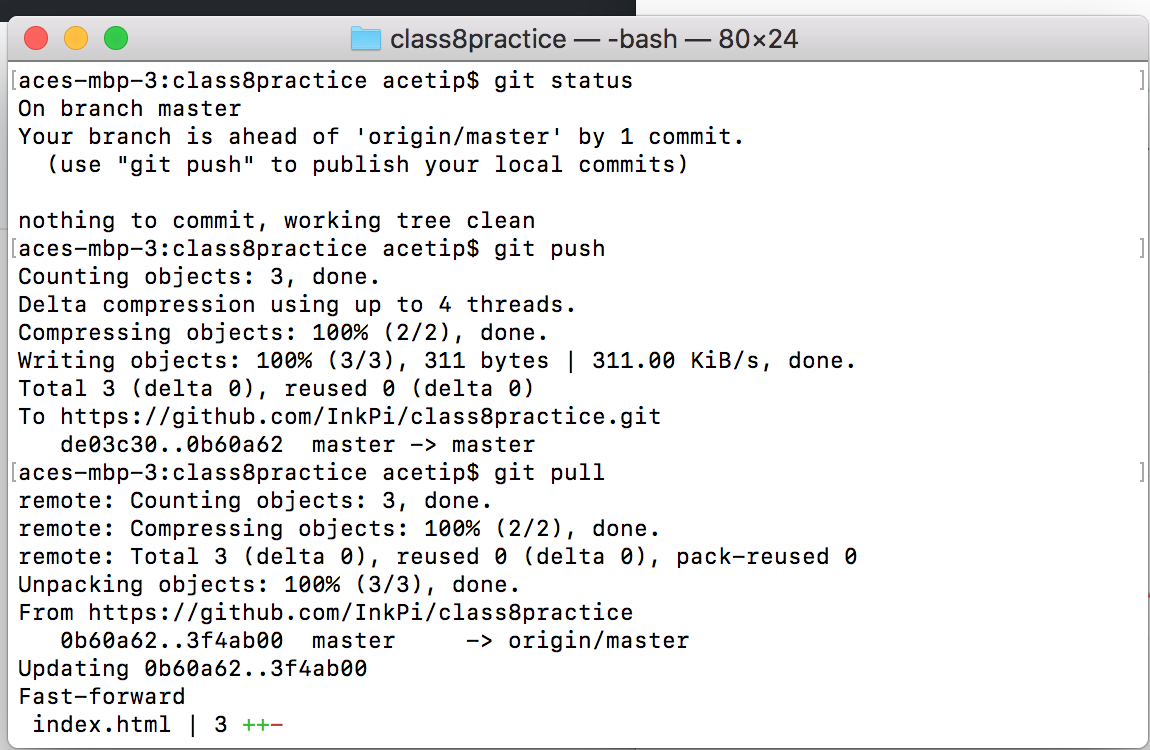 class8practice — -bash — 80×24
[aces-mbp-3:class8practice acetip$ git status ]
On branch master
Your branch is ahead of 'origin/master' by 1 commit.
  (use "git push" to publish your local commits)

nothing to commit, working tree clean
[aces-mbp-3:class8practice acetip$ git push ]
Counting objects: 3, done.
Delta compression using up to 4 threads.
Compressing objects: 100% (2/2), done.
Writing objects: 100% (3/3), 311 bytes | 311.00 KiB/s, done.
Total 3 (delta 0), reused 0 (delta 0)
To https://github.com/InkPi/class8practice.git
   de03c30..0b60a62  master -> master
[aces-mbp-3:class8practice acetip$ git pull ]
remote: Counting objects: 3, done.
remote: Compressing objects: 100% (2/2), done.
remote: Total 3 (delta 0), reused 0 (delta 0), pack-reused 0
Unpacking objects: 100% (3/3), done.
From https://github.com/InkPi/class8practice
   0b60a62..3f4ab00  master     -> origin/master
Updating 0b60a62..3f4ab00
Fast-forward
 index.html | 3 ++-